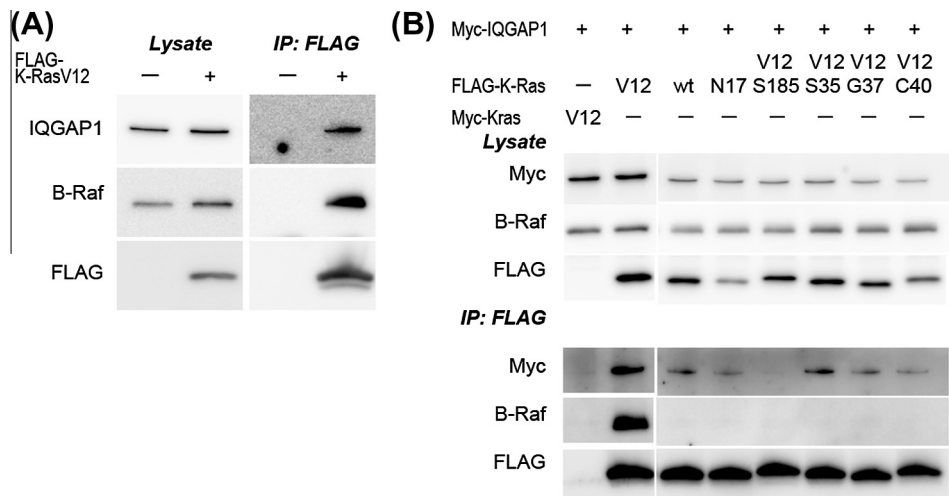 (A)
Lysate IP: FLAG
FLAG-
K-RasV12 — + — +
IQGAP1
B-Raf
FLAG
(B)
Myc-IQGAP1 + + + + + + + +
V12 V12 V12 V12
FLAG-K-Ras — V12 wt N17 S185 S35 G37 C40
Myc-Kras V12 — — — — — — —
Lysate
Myc
B-Raf
FLAG
IP: FLAG
Myc
B-Raf
FLAG